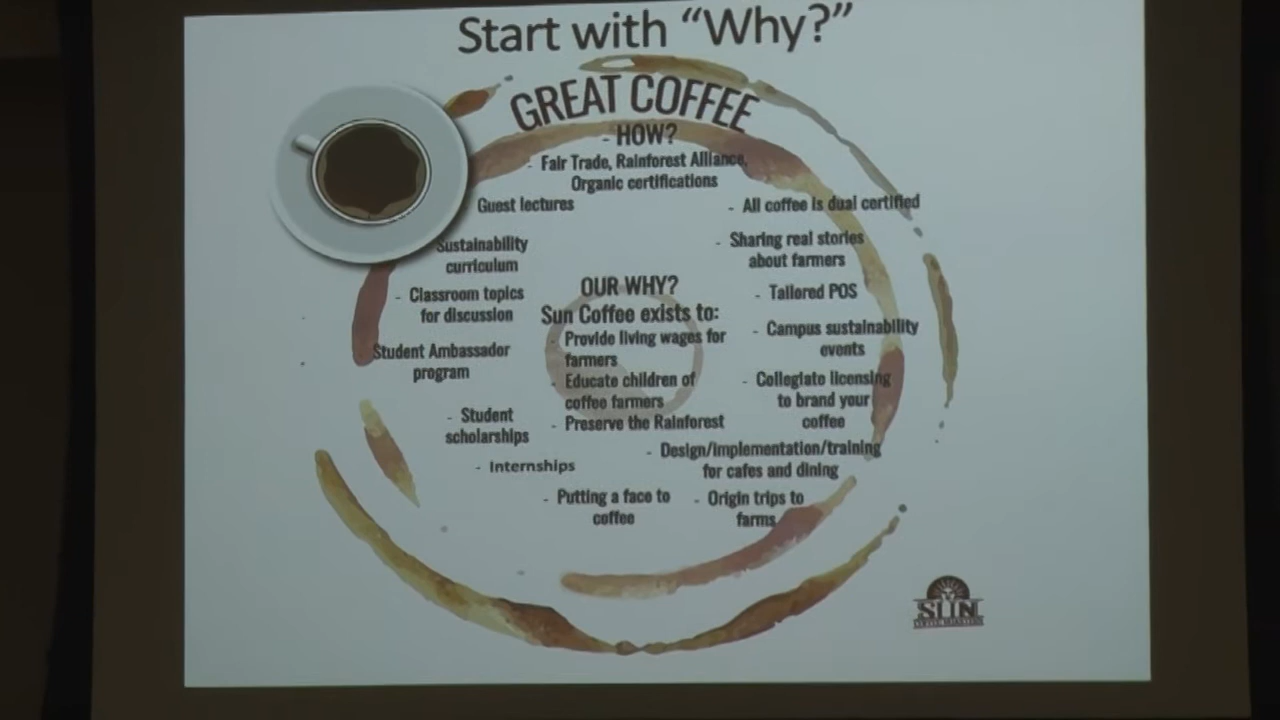 Start with “Why?”
GREAT COFFEE
- HOW?
- Fair Trade, Rainforest Alliance,
Organic certifications
Guest lectures
- All coffee is dual certified
Sustainability
curriculum
- Sharing real stories
about farmers
- Classroom topics
for discussion
- Tailored POS
Student Ambassador
program
- Campus sustainability
events
- Student
scholarships
- Collegiate licensing
to brand your
coffee
- Internships
- Design/implementation/training
for cafes and dining
- Putting a face to
coffee
- Origin trips to
farms
OUR WHY?
Sun Coffee exists to:
- Provide living wages for
farmers
- Educate children of
coffee farmers
- Preserve the Rainforest
SUN